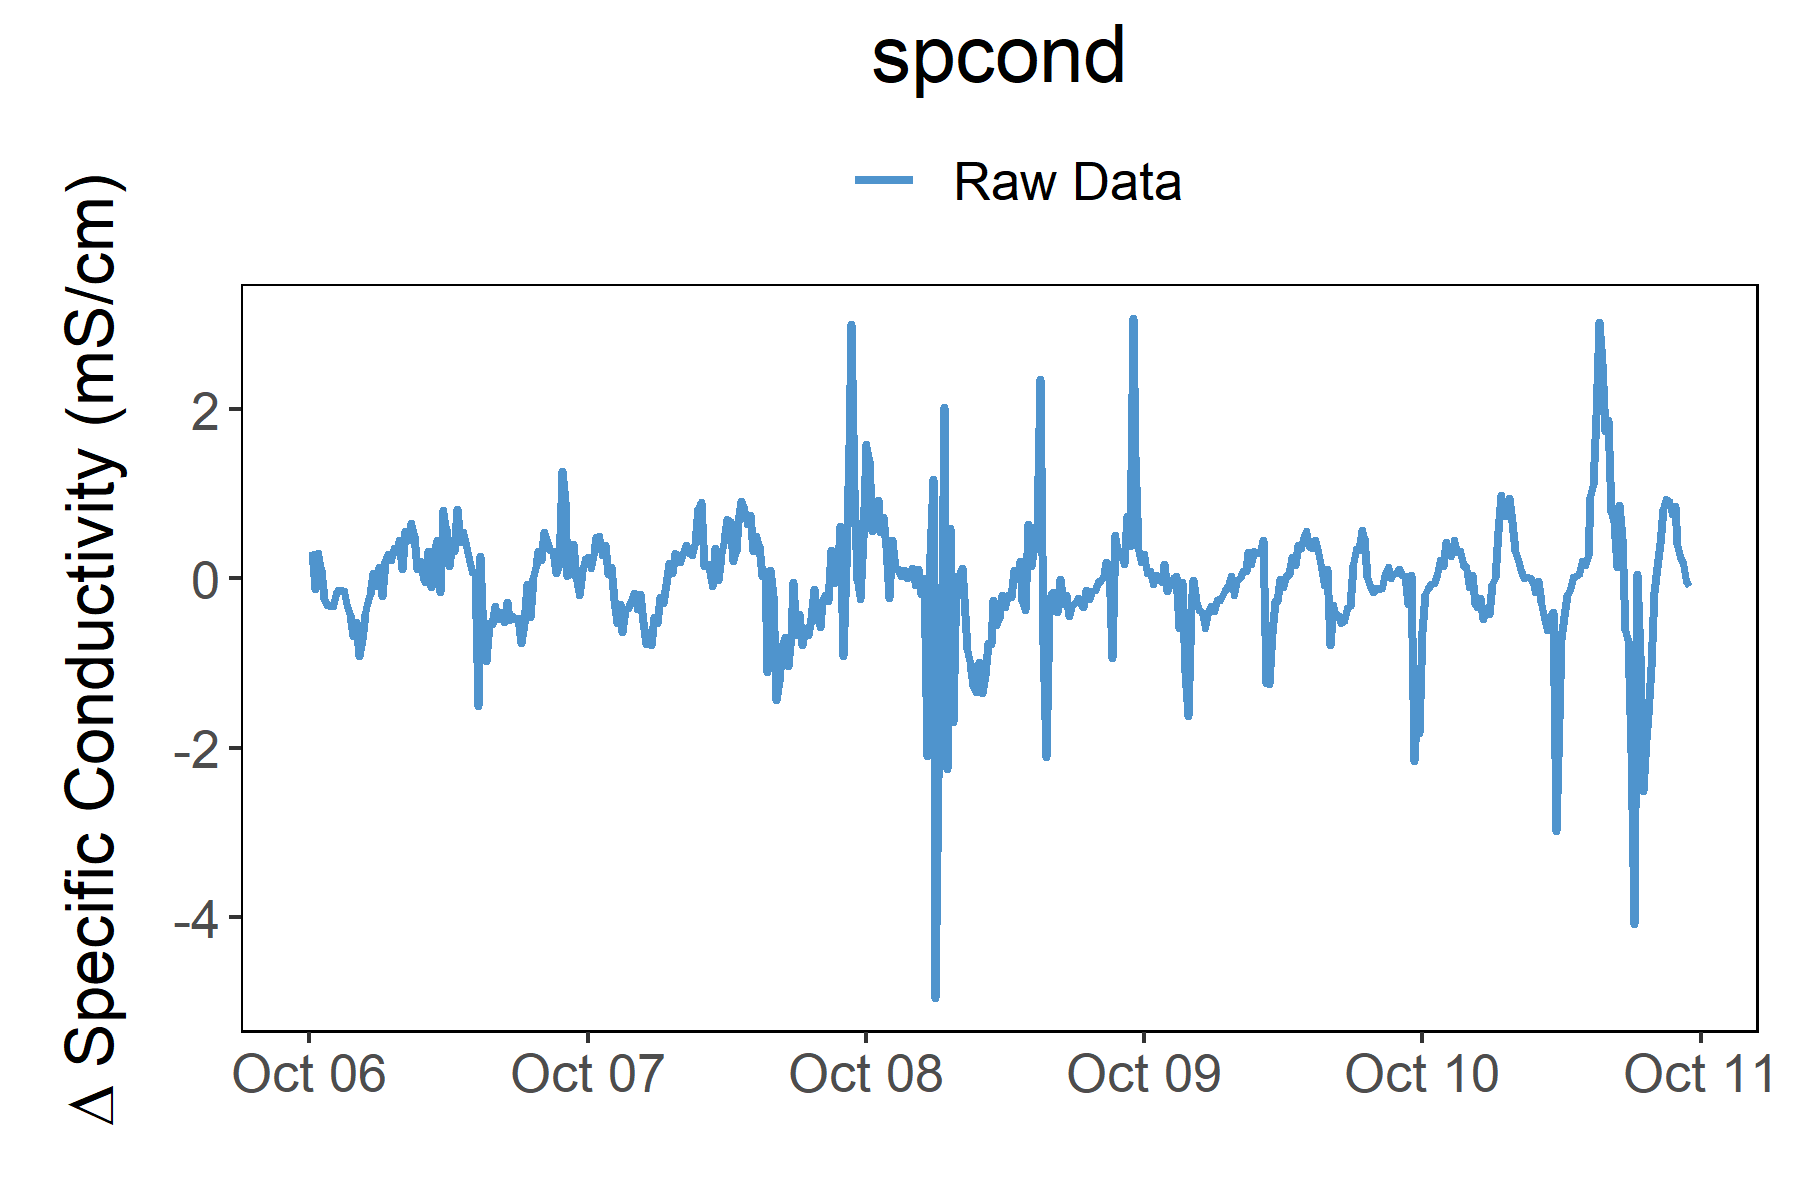 spcond
Raw Data
Δ Specific Conductivity (mS/cm)
2
0
-2
-4
Oct 06
Oct 07
Oct 08
Oct 09
Oct 10
Oct 11